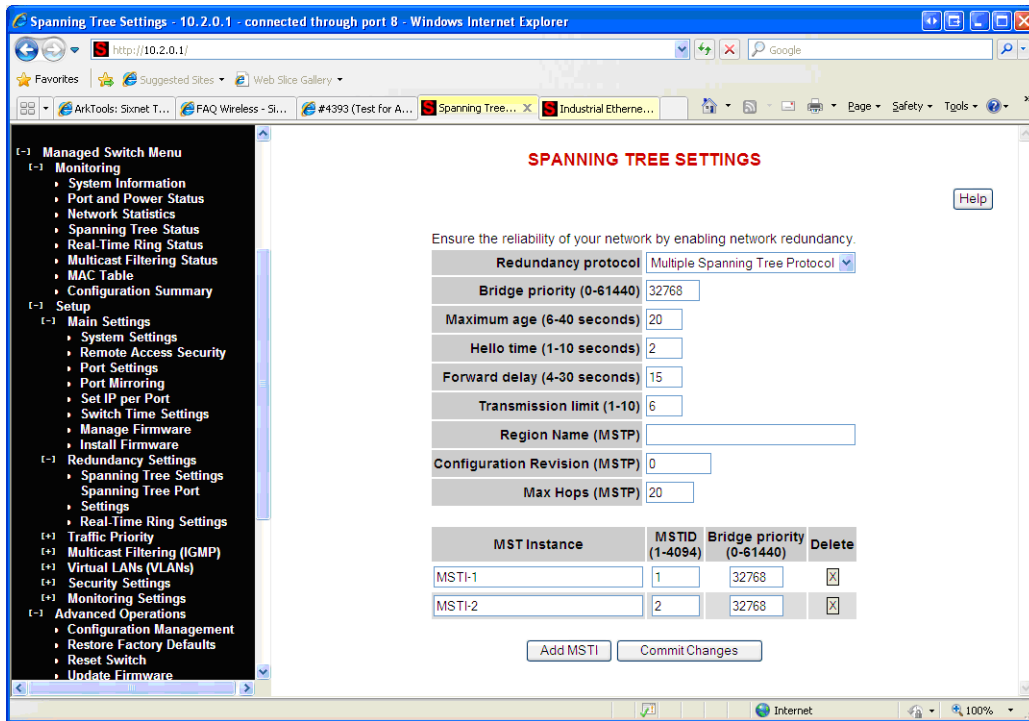 Spanning Tree Settings - 10.2.0.1 - connected through port 8 - Windows Internet Explorer
http://10.2.0.1/
Google
Favorites
Suggested Sites
Web Slice Gallery
ArkTools: Sixnet T...
FAQ Wireless - Si...
#4393 (Test for A...
Spanning Tree... X
Industrial Etherne...
Page
Safety
Tools
[-] Managed Switch Menu
[-] Monitoring
System Information
Port and Power Status
Network Statistics
Spanning Tree Status
Real-Time Ring Status
Multicast Filtering Status
MAC Table
Configuration Summary
[-] Setup
[-] Main Settings
System Settings
Remote Access Security
Port Settings
Port Mirroring
Set IP per Port
Switch Time Settings
Manage Firmware
Install Firmware
[-] Redundancy Settings
Spanning Tree Settings
Spanning Tree Port
Settings
Real-Time Ring Settings
[+] Traffic Priority
[+] Multicast Filtering (IGMP)
[+] Virtual LANs (VLANs)
[+] Security Settings
[+] Monitoring Settings
[-] Advanced Operations
Configuration Management
Restore Factory Defaults
Reset Switch
Update Firmware
SPANNING TREE SETTINGS
Help
Ensure the reliability of your network by enabling network redundancy.
Redundancy protocol Multiple Spanning Tree Protocol
Bridge priority (0-61440) 32768
Maximum age (6-40 seconds) 20
Hello time (1-10 seconds) 2
Forward delay (4-30 seconds) 15
Transmission limit (1-10) 6
Region Name (MSTP)
Configuration Revision (MSTP) 0
Max Hops (MSTP) 20
MST Instance MSTID (1-4094) Bridge priority (0-61440) Delete
MSTI-1 1 32768 X
MSTI-2 2 32768 X
Add MSTI Commit Changes
Internet
100%